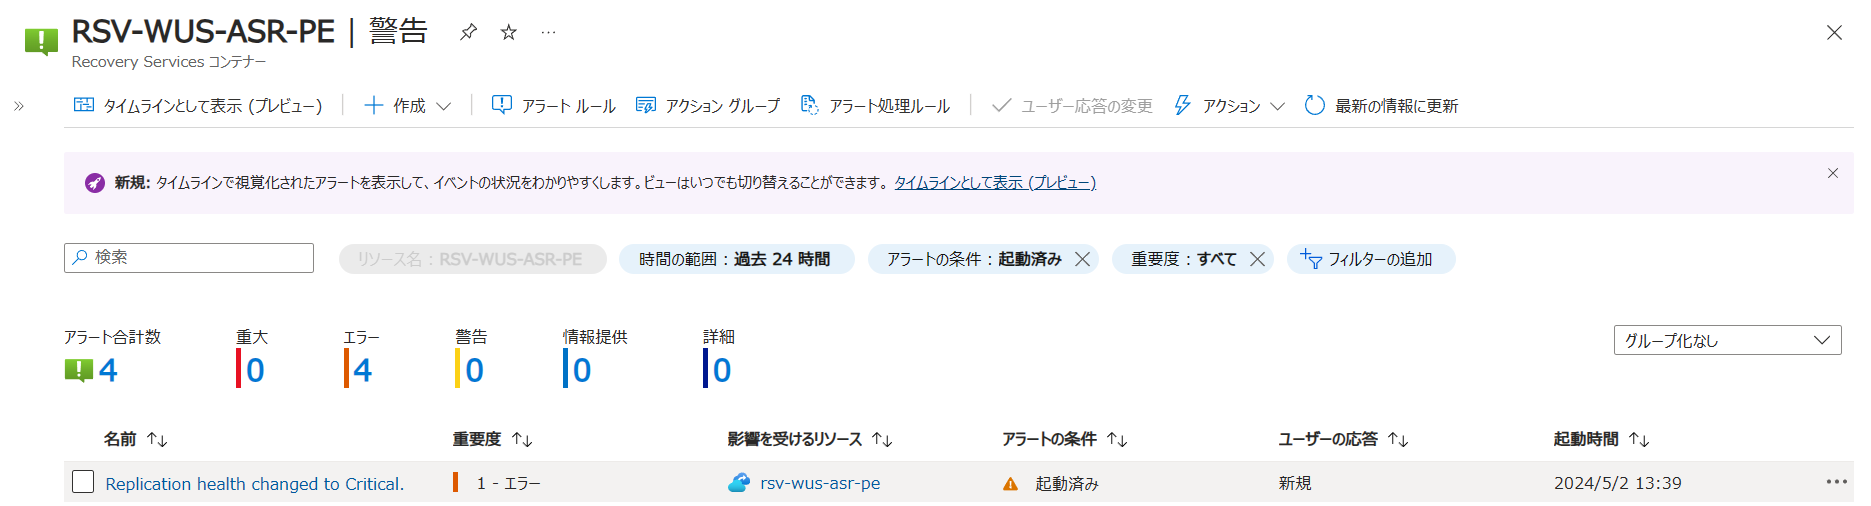 RSV-WUS-ASR-PE | 警告
Recovery Services コンテナー
タイムラインとして表示 (プレビュー) 作成 アラート ルール アクション グループ アラート処理ルール ユーザー応答の変更 アクション 最新の情報に更新
新規: タイムラインで視覚化されたアラートを表示して、イベントの状況をわかりやすくします。ビューはいつでも切り替えることができます。 タイムラインとして表示 (プレビュー)
検索 リソース名 : RSV-WUS-ASR-PE 時間の範囲 : 過去 24 時間 アラートの条件 : 起動済み 重要度 : すべて フィルターの追加
アラート合計数 重大 エラー 警告 情報提供 詳細
4 0 4 0 0 0
グループ化なし
名前 重要度 影響を受けるリソース アラートの条件 ユーザーの応答 起動時間
Replication health changed to Critical. 1 - エラー rsv-wus-asr-pe 起動済み 新規 2024/5/2 13:39